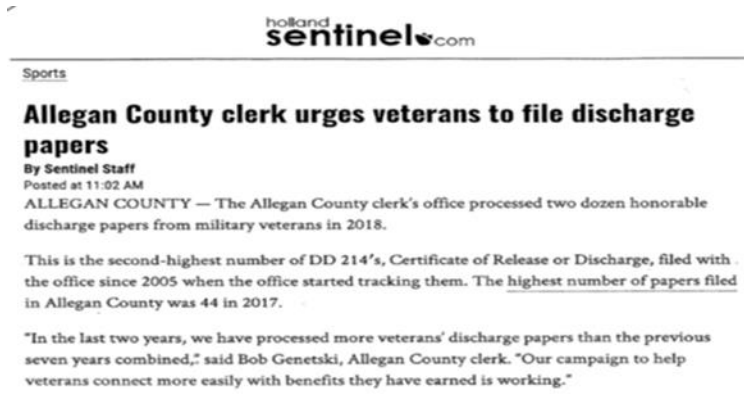 holland
sentinel.com
Sports
Allegan County clerk urges veterans to file discharge
papers
By Sentinel Staff
Posted at 11:02 AM
ALLEGAN COUNTY — The Allegan County clerk's office processed two dozen honorable
discharge papers from military veterans in 2018.
This is the second-highest number of DD 214's, Certificate of Release or Discharge, filed with
the office since 2005 when the office started tracking them. The highest number of papers filed
in Allegan County was 44 in 2017.
"In the last two years, we have processed more veterans' discharge papers than the previous
seven years combined," said Bob Genetski, Allegan County clerk. "Our campaign to help
veterans connect more easily with benefits they have earned is working."